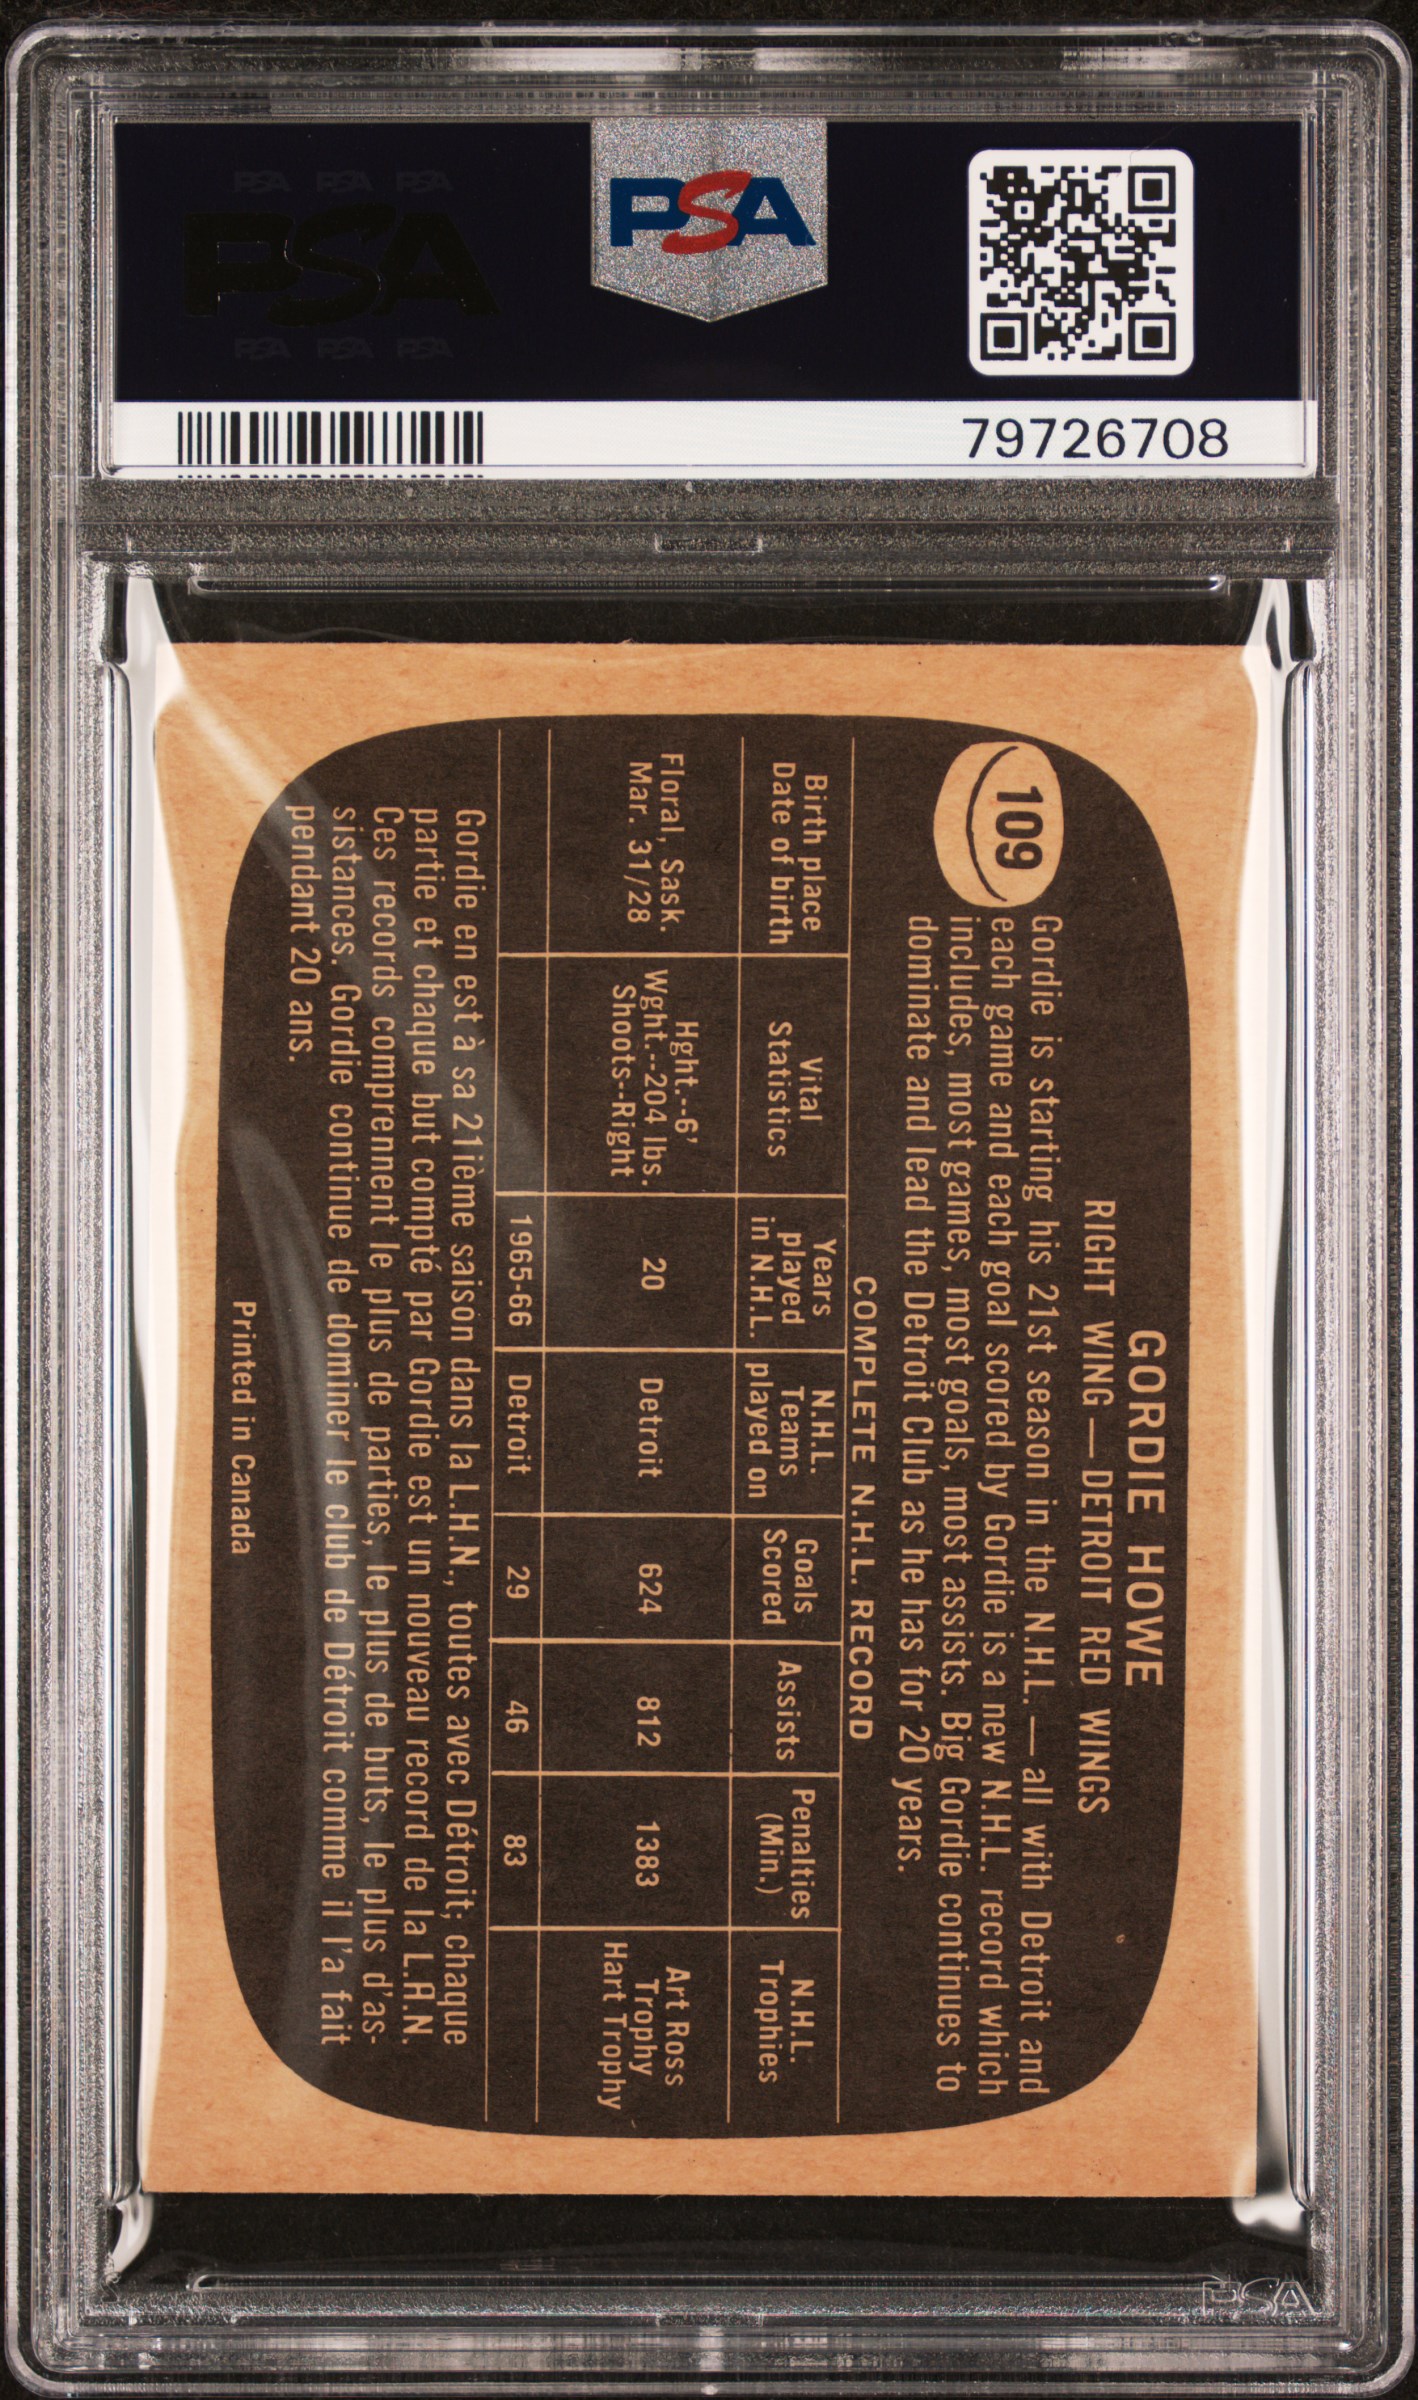 PSA PSA PSA
PSA
PSA PSA PSA
PSA
79726708
GORDIE HOWE
RIGHT WING — DETROIT RED WINGS
109
Gordie is starting his 21st season in the N.H.L. — all with Detroit and
each game and each goal scored by Gordie is a new N.H.L. record which
includes, most games, most goals, most assists. Big Gordie continues to
dominate and lead the Detroit Club as he has for 20 years.
COMPLETE N.H.L. RECORD
Birth place
Date of birth
Vital
Statistics
Years
played
in N.H.L.
N.H.L.
Teams
played on
Goals
Scored
Assists
Penalties
(Min.)
N.H.L.
Trophies
Floral, Sask.
Mar. 31/28
Hght.--6'
Wght.--204 lbs.
Shoots--Right
20
Detroit
624
812
1383
Art Ross
Trophy
Hart Trophy
1965-66
Detroit
29
46
83
Gordie en est à sa 21ième saison dans la L.H.N., toutes avec Détroit; chaque
partie et chaque but compté par Gordie est un nouveau record de la L.H.N.
Ces records comprennent le plus de parties, le plus de buts, le plus d'as-
sistances. Gordie continue de dominer le club de Détroit comme il l'a fait
pendant 20 ans.
Printed in Canada
PSA